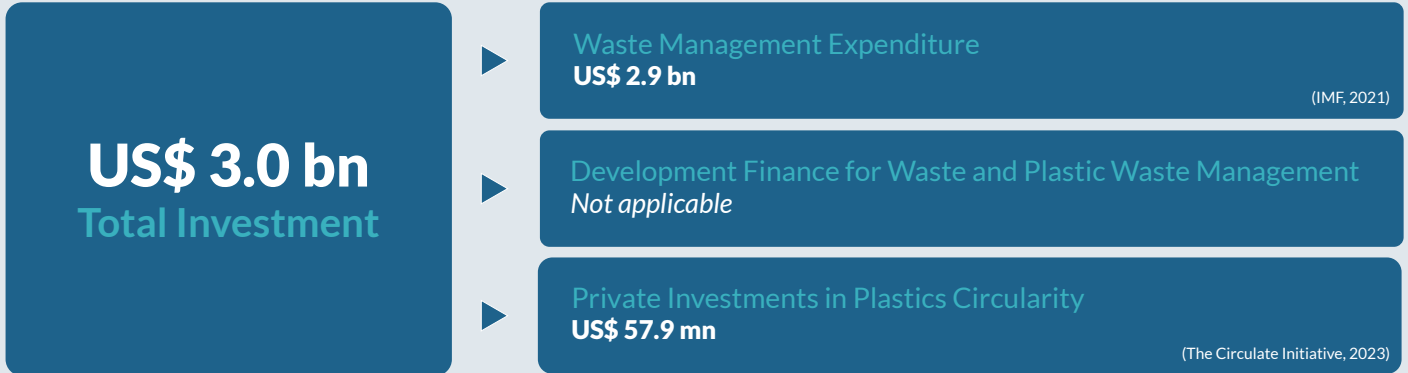 US$ 3.0 bn
Total Investment
Waste Management Expenditure
US$ 2.9 bn
(IMF, 2021)
Development Finance for Waste and Plastic Waste Management
Not applicable
Private Investments in Plastics Circularity
US$ 57.9 mn
(The Circulate Initiative, 2023)